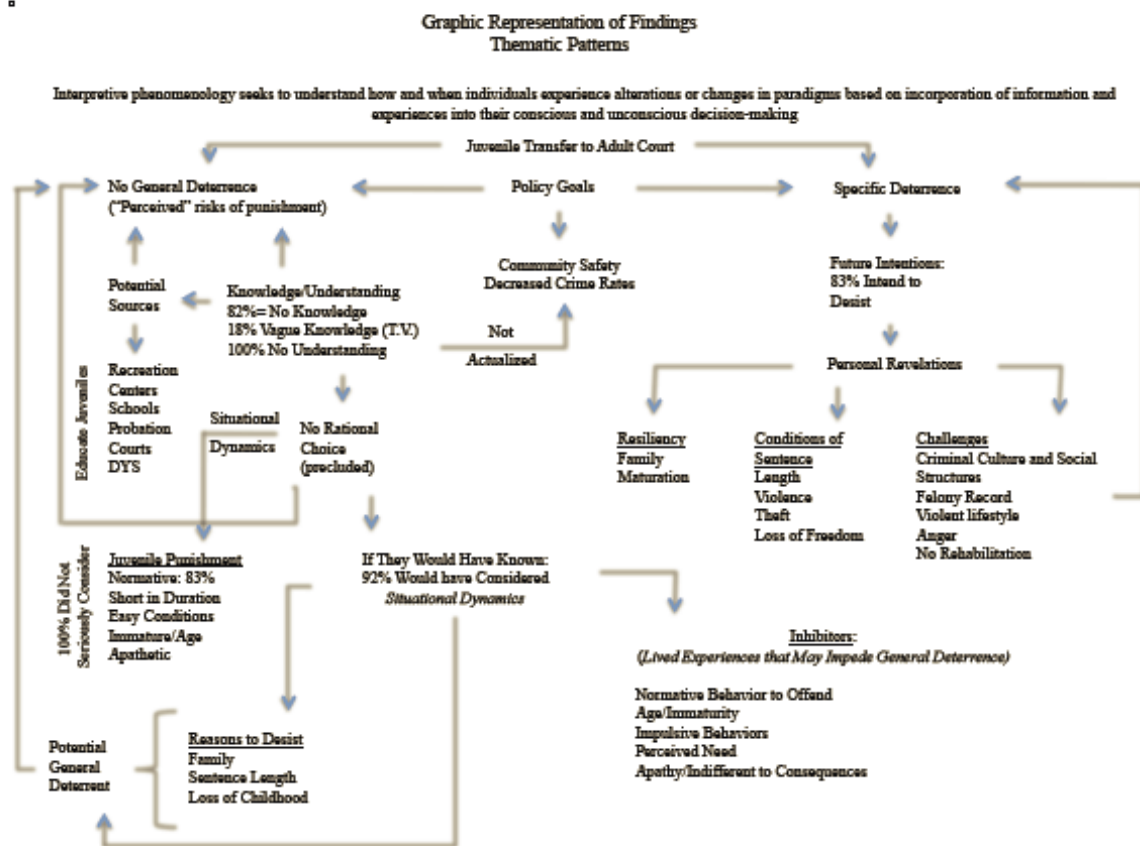 Graphic Representation of Findings
Thematic Patterns
Interpretive phenomenology seeks to understand how and when individuals experience alterations or changes in paradigms based on incorporation of information and
experiences into their conscious and unconscious decision-making
Juvenile Transfer to Adult Court
No General Deterrence
("Perceived" risks of punishment)
Policy Goals
Specific Deterrence
Community Safety
Decreased Crime Rates
Future Intentions:
83% Intend to
Desist
Potential
Sources
Knowledge/Understanding
82%= No Knowledge
18% Vague Knowledge (T.V.)
100% No Understanding
Not
Actualized
Personal Revelations
Educate Juveniles
Recreation
Centers
Schools
Probation
Courts
DYS
Situational
Dynamics
No Rational
Choice
(precluded)
Resiliency
Family
Maturation
Conditions of
Sentence
Length
Violence
Theft
Loss of Freedom
Challenges
Criminal Culture and Social
Structures
Felony Record
Violent lifestyle
Anger
No Rehabilitation
100% Did Not
Seriously Consider
Juvenile Punishment
Normative: 83%
Short in Duration
Easy Conditions
Immature/Age
Apathetic
If They Would Have Known:
92% Would have Considered
Situational Dynamics
Inhibitors:
(Lived Experiences that May Impede General Deterrence)
Normative Behavior to Offend
Age/Immaturity
Impulsive Behaviors
Perceived Need
Apathy/Indifferent to Consequences
Potential
General
Deterrent
Reasons to Desist
Family
Sentence Length
Loss of Childhood